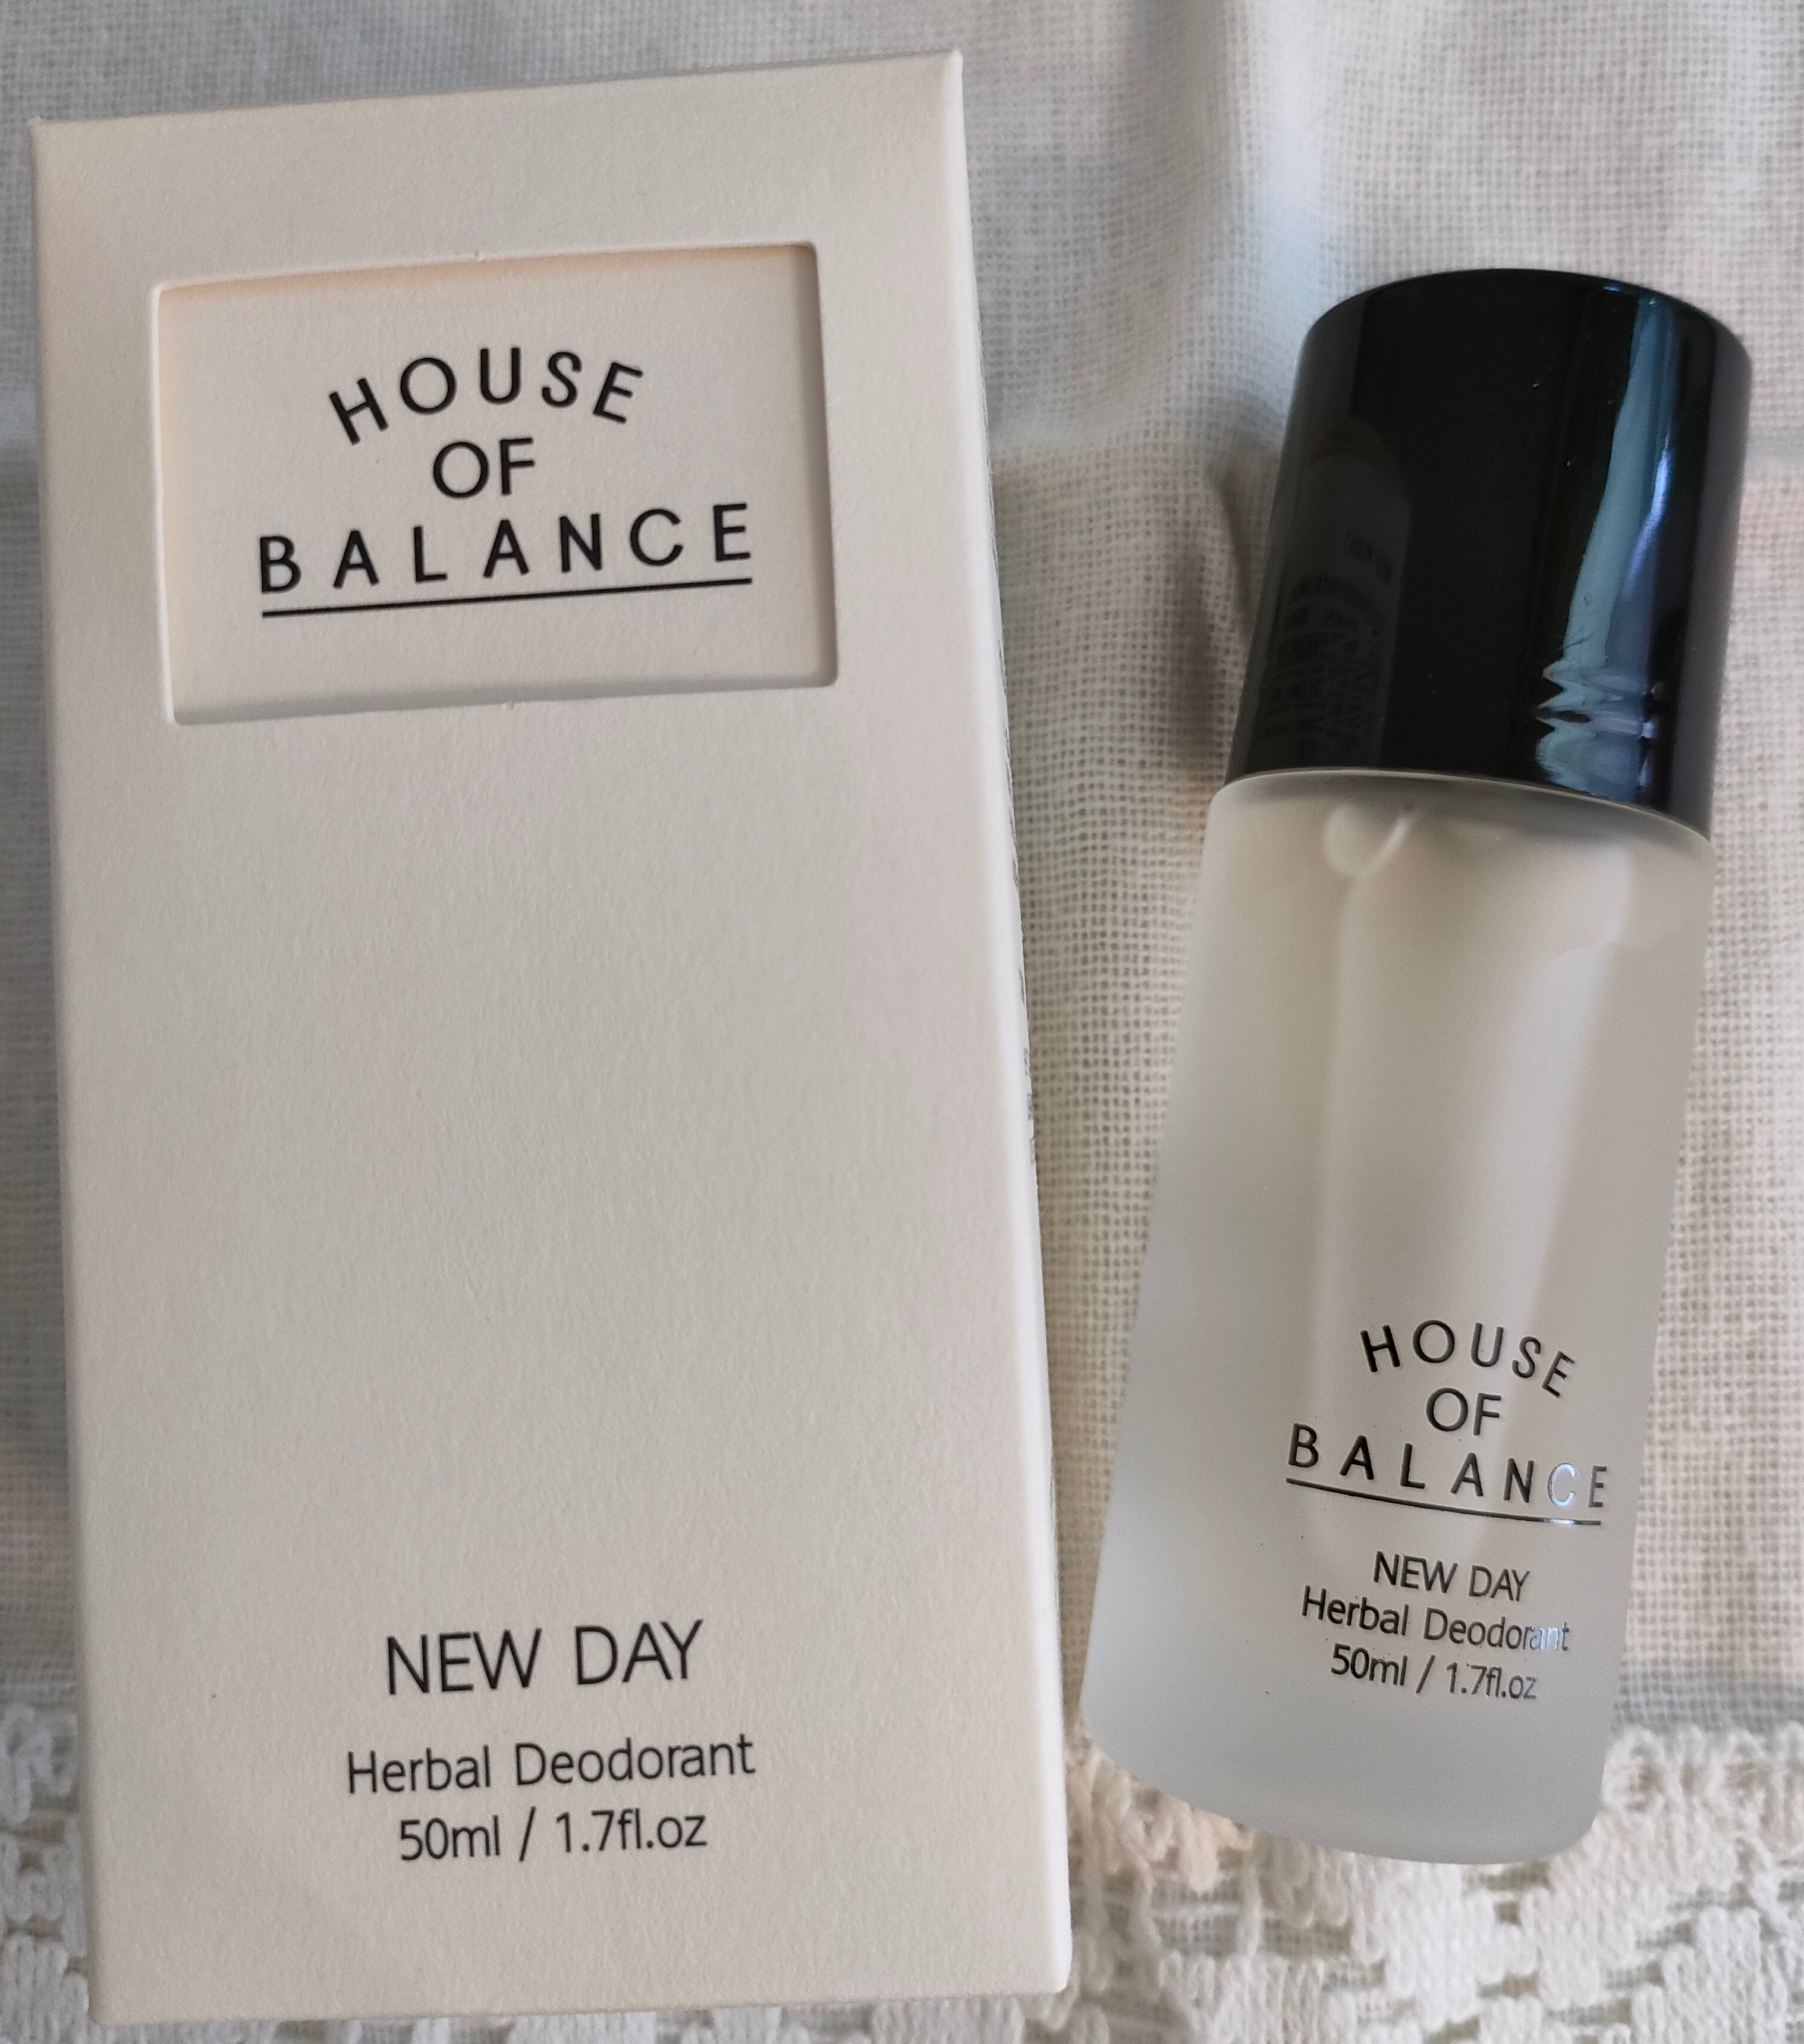 HOUSE
OF
BALANCE
NEW DAY
Herbal Deodorant
50ml / 1.7fl.oz
HOUSE
OF
BALANCE
NEW DAY
Herbal Deodorant
50ml / 1.7fl.oz